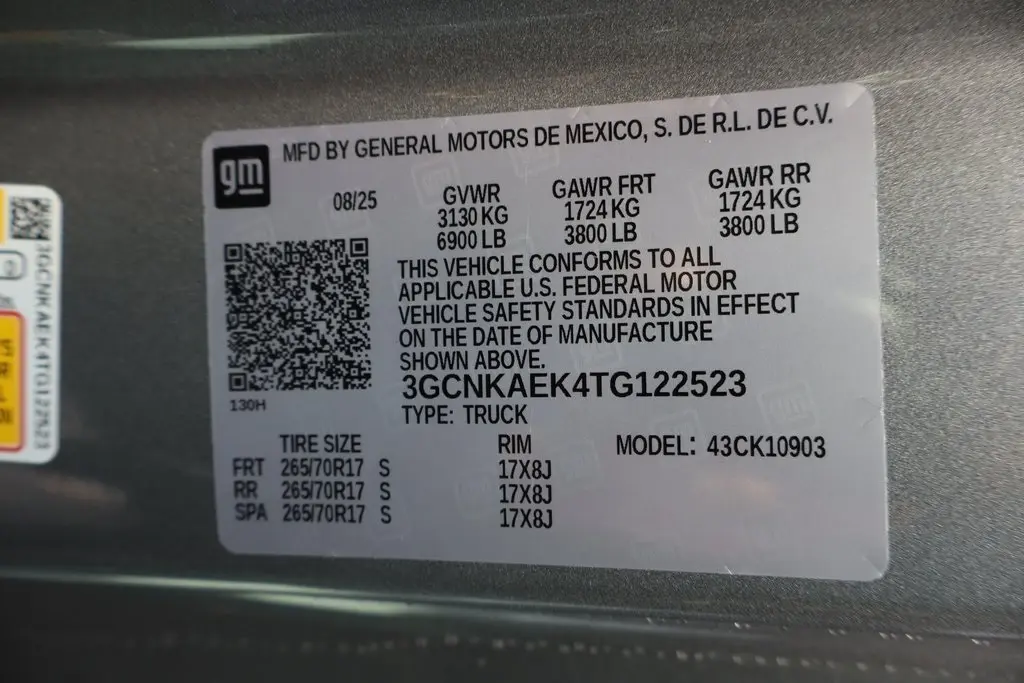 gm
MFD BY GENERAL MOTORS DE MEXICO, S. DE R.L. DE C.V.
08/25
GVWR
3130 KG
6900 LB
GAWR FRT
1724 KG
3800 LB
GAWR RR
1724 KG
3800 LB
THIS VEHICLE CONFORMS TO ALL
APPLICABLE U.S. FEDERAL MOTOR
VEHICLE SAFETY STANDARDS IN EFFECT
ON THE DATE OF MANUFACTURE
SHOWN ABOVE.
3GCNKAEK4TG122523
TYPE: TRUCK
130H
TIRE SIZE RIM MODEL: 43CK10903
FRT 265/70R17 S 17X8J
RR 265/70R17 S 17X8J
SPA 265/70R17 S 17X8J
3GCNKAEK4TG122523